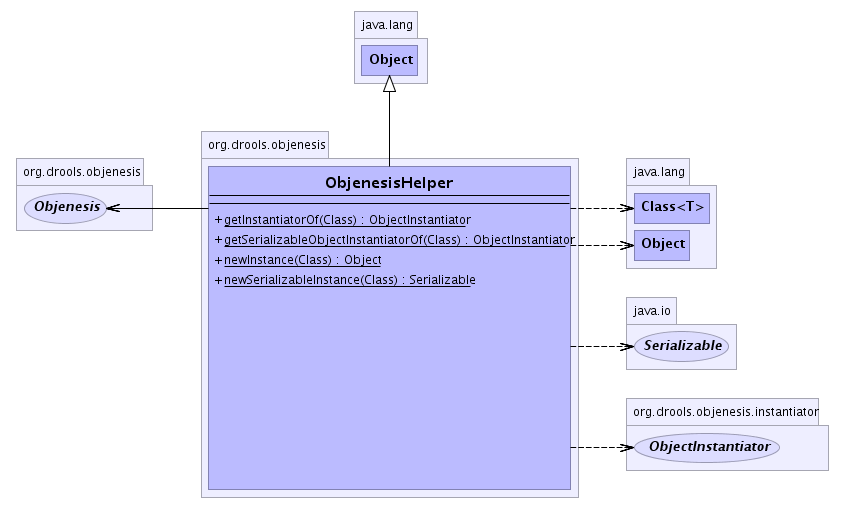 java.lang
Object
org.drools.objenesis
ObjenesisHelper
+ getInstantiatorOf(Class) : ObjectInstantiator
+ getSerializableObjectInstantiatorOf(Class) : ObjectInstantiator
+ newInstance(Class) : Object
+ newSerializableInstance(Class) : Serializable
org.drools.objenesis
Objenesis
java.lang
Class<T>
Object
java.io
Serializable
org.drools.objenesis.instantiator
ObjectInstantiator